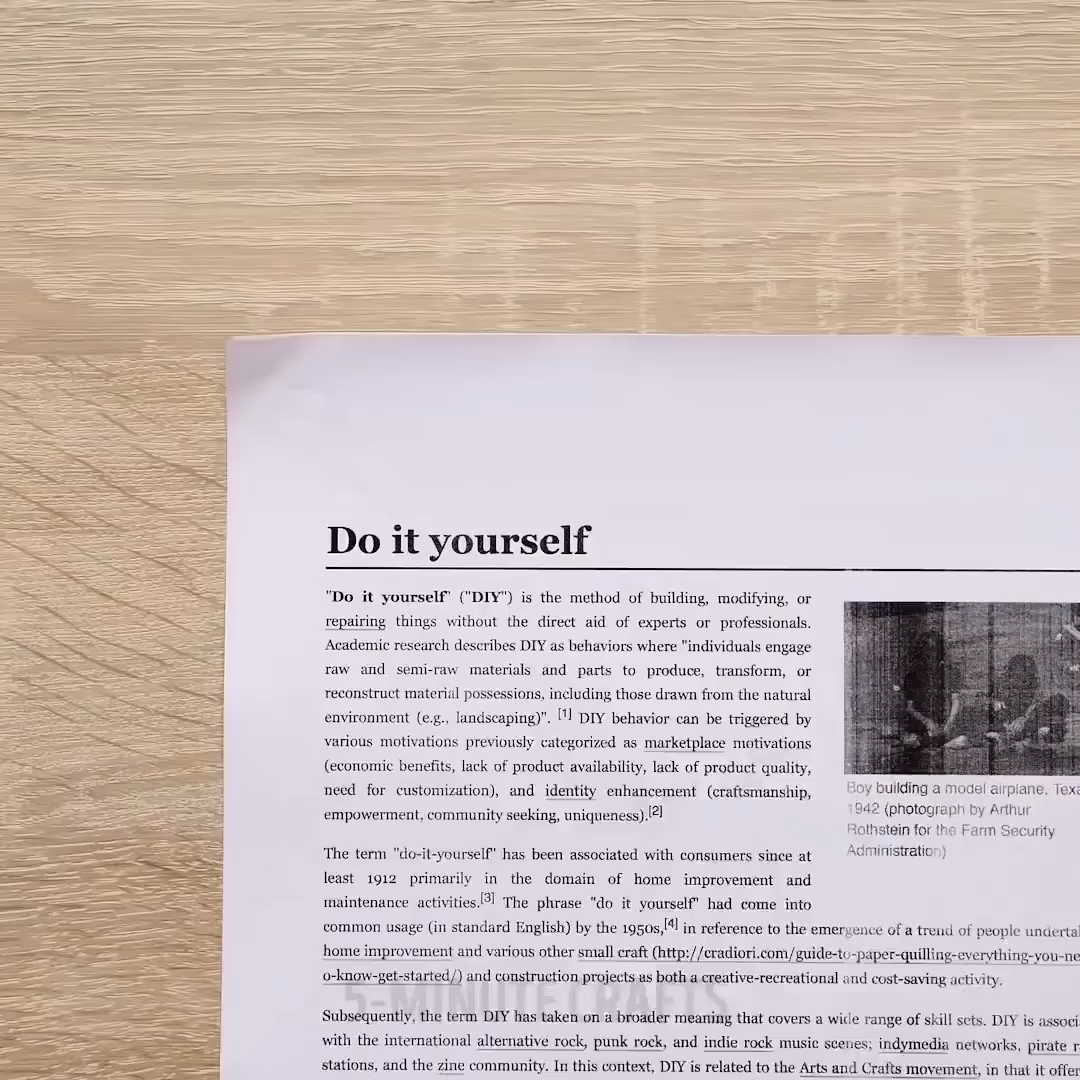 Do it yourself
"Do it yourself" ("DIY") is the method of building, modifying, or
repairing things without the direct aid of experts or professionals.
Academic research describes DIY as behaviors where "individuals engage
raw and semi-raw materials and parts to produce, transform, or
reconstruct material possessions, including those drawn from the natural
environment (e.g., landscaping)". [1] DIY behavior can be triggered by
various motivations previously categorized as marketplace motivations
(economic benefits, lack of product availability, lack of product quality,
need for customization), and identity enhancement (craftsmanship,
empowerment, community seeking, uniqueness).[2]
Boy building a model airplane, Texa
1942 (photograph by Arthur
Rothstein for the Farm Security
Administration)
The term "do-it-yourself" has been associated with consumers since at
least 1912 primarily in the domain of home improvement and
maintenance activities.[3] The phrase "do it yourself" had come into
common usage (in standard English) by the 1950s,[4] in reference to the emergence of a trend of people undertal
home improvement and various other small craft (http://cradiori.com/guide-to-paper-quilling-everything-you-ne
o-know-get-started/) and construction projects as both a creative-recreational and cost-saving activity.
5-MINUTE CRAFTS
Subsequently, the term DIY has taken on a broader meaning that covers a wide range of skill sets. DIY is associ
with the international alternative rock, punk rock, and indie rock music scenes; indymedia networks, pirate r
stations, and the zine community. In this context, DIY is related to the Arts and Crafts movement, in that it offer